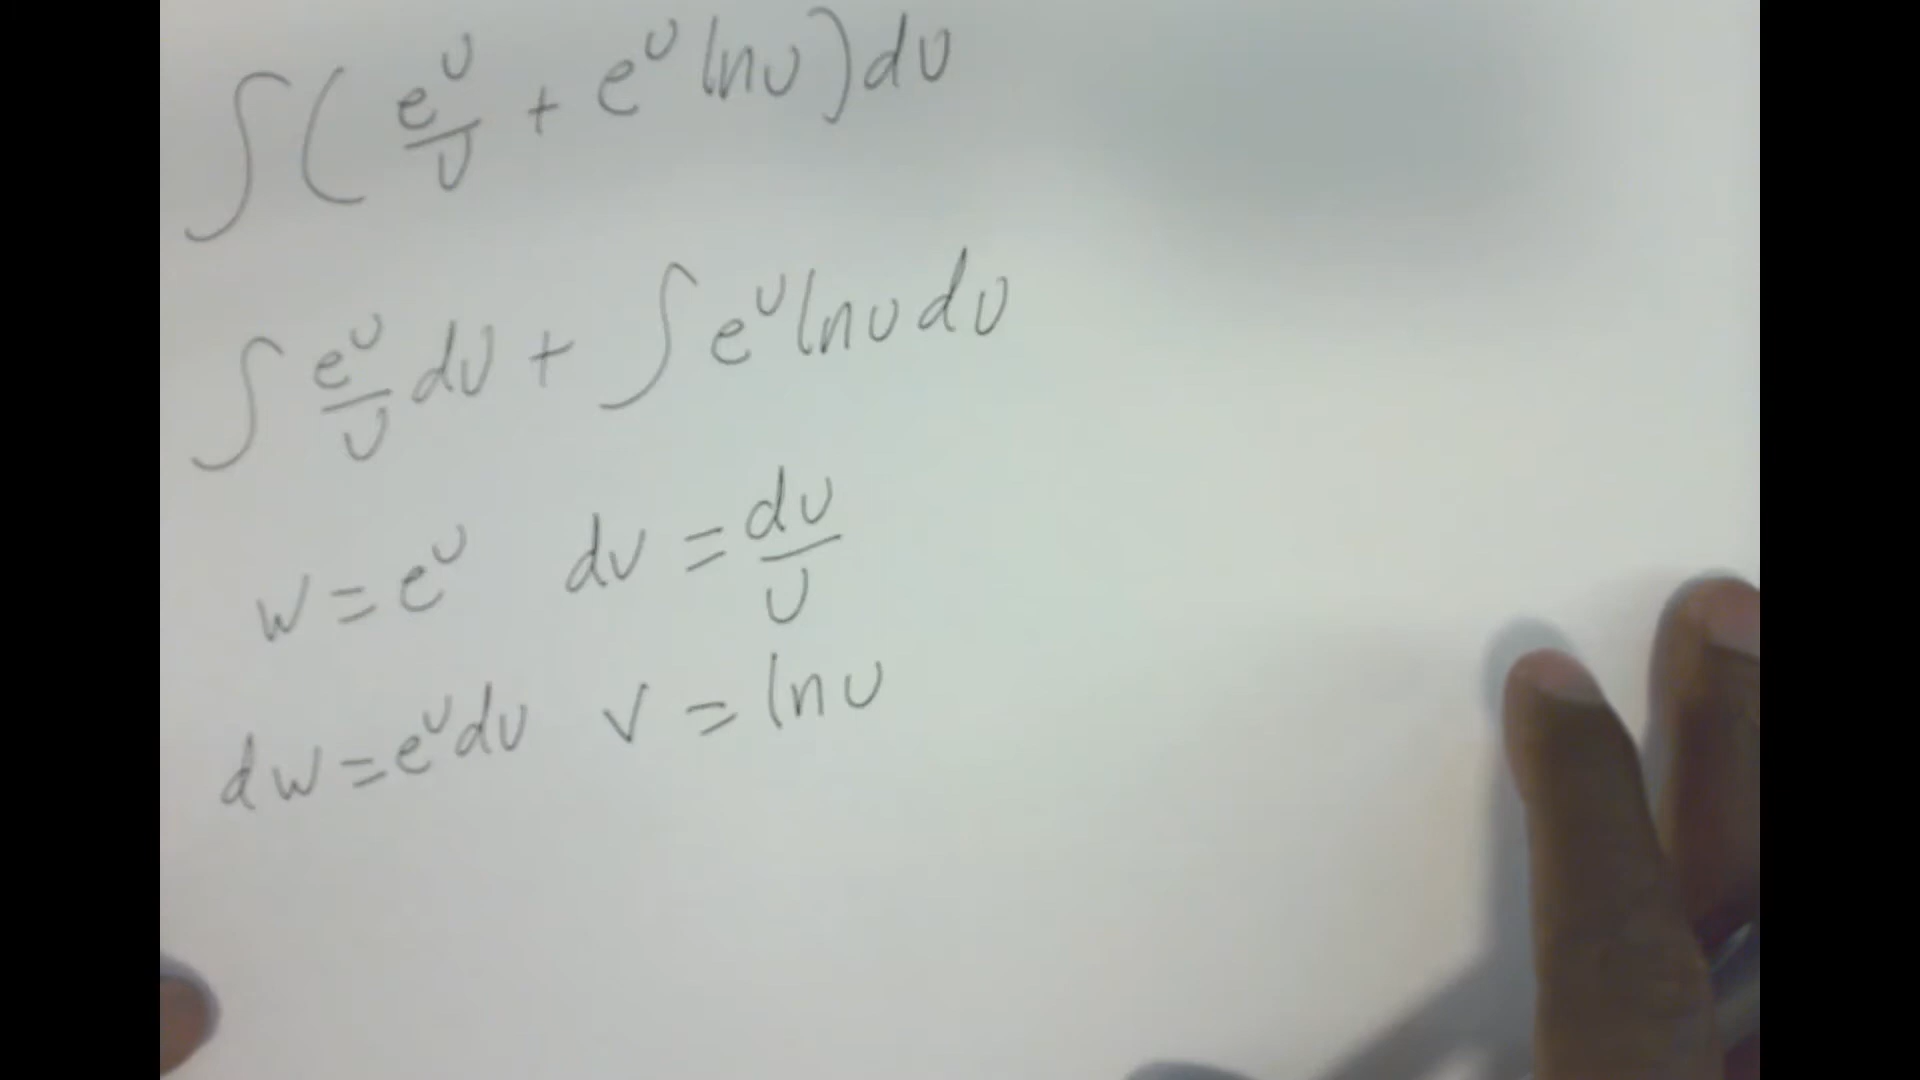 ∫(e^u/u + e^u ln u) du
∫ e^u/u du + ∫ e^u ln u du
w = e^u dv = du/u
dw = e^u du v = ln u